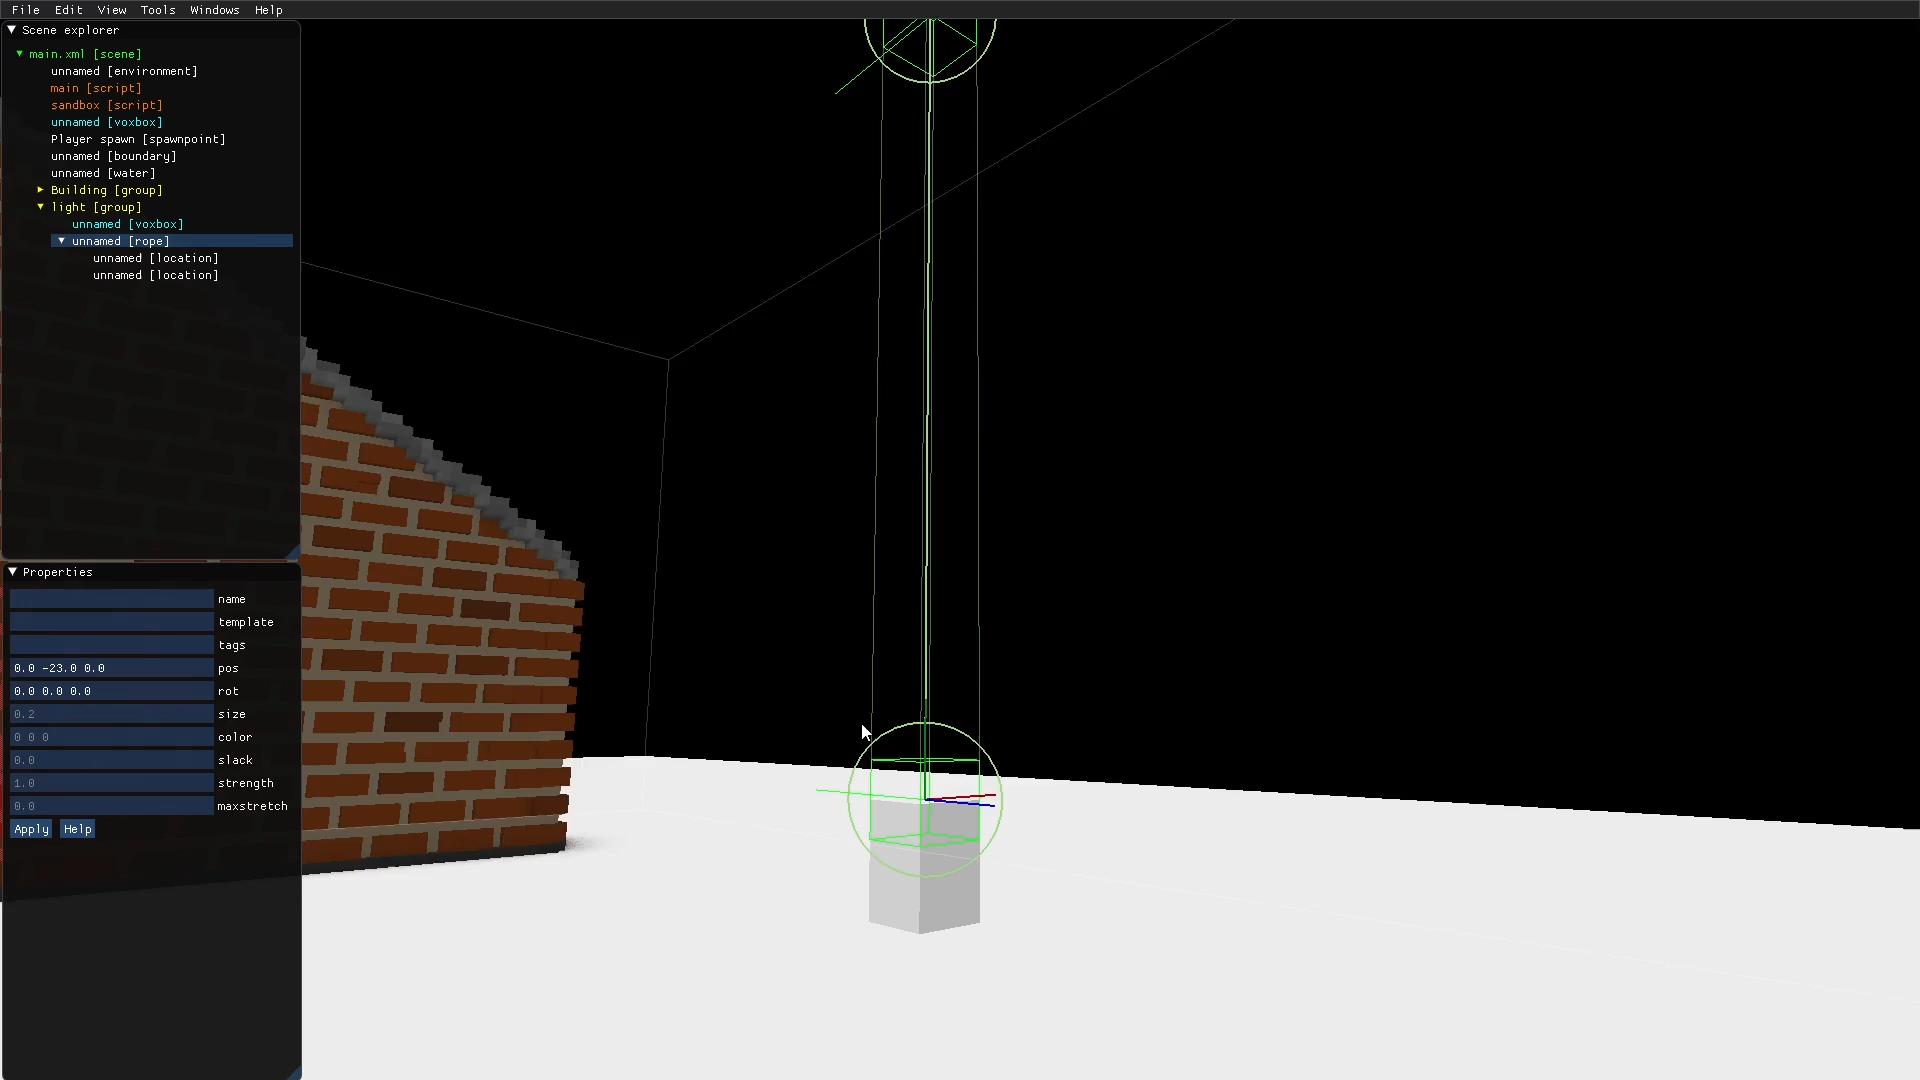 File Edit View Tools Windows Help
Scene explorer
main.xml [scene]
unnamed [environment]
main [script]
sandbox [script]
unnamed [voxbox]
Player spawn [spawnpoint]
unnamed [boundary]
unnamed [water]
Building [group]
light [group]
unnamed [voxbox]
unnamed [rope]
unnamed [location]
unnamed [location]
Properties
name
template
tags
0.0 -23.0 0.0 pos
0.0 0.0 0.0 rot
0.2 size
0 0 0 color
0.0 slack
1.0 strength
0.0 maxstretch
Apply Help